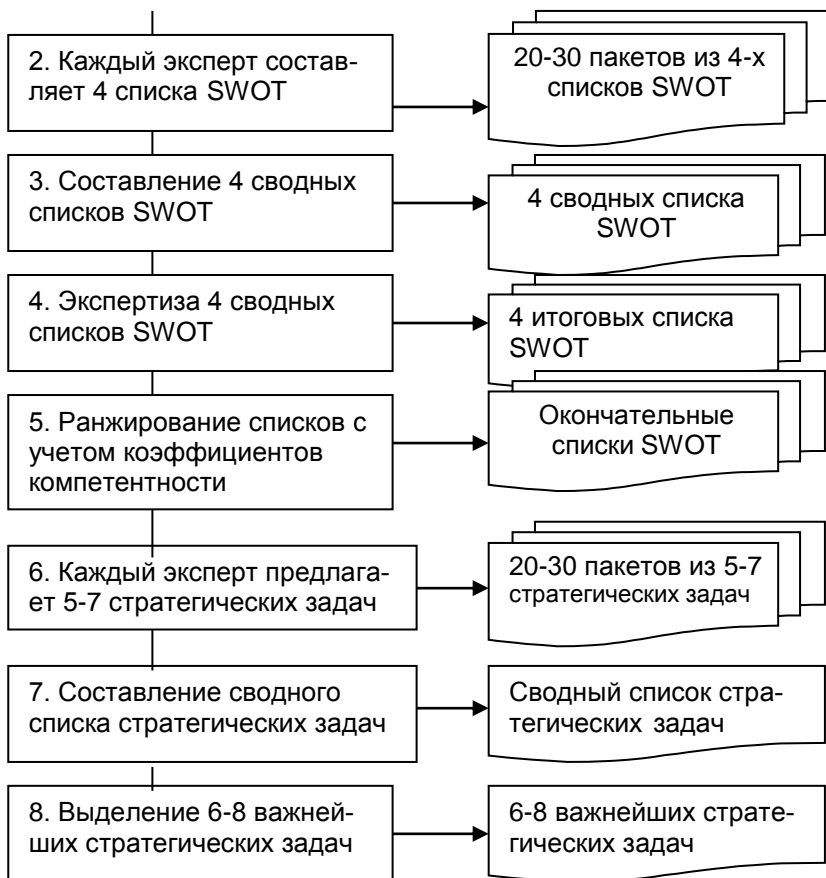 2. Каждый эксперт состав-
ляет 4 списка SWOT
20-30 пакетов из 4-х
списков SWOT
3. Составление 4 сводных
списков SWOT
4 сводных списка
SWOT
4. Экспертиза 4 сводных
списков SWOT
4 итоговых списка
SWOT
5. Ранжирование списков с
учетом коэффициентов
компетентности
Окончательные
списки SWOT
6. Каждый эксперт предлага-
ет 5-7 стратегических задач
20-30 пакетов из 5-7
стратегических задач
7. Составление сводного
списка стратегических задач
Сводный список стра-
тегических задач
8. Выделение 6-8 важней-
ших стратегических задач
6-8 важнейших страте-
гических задач